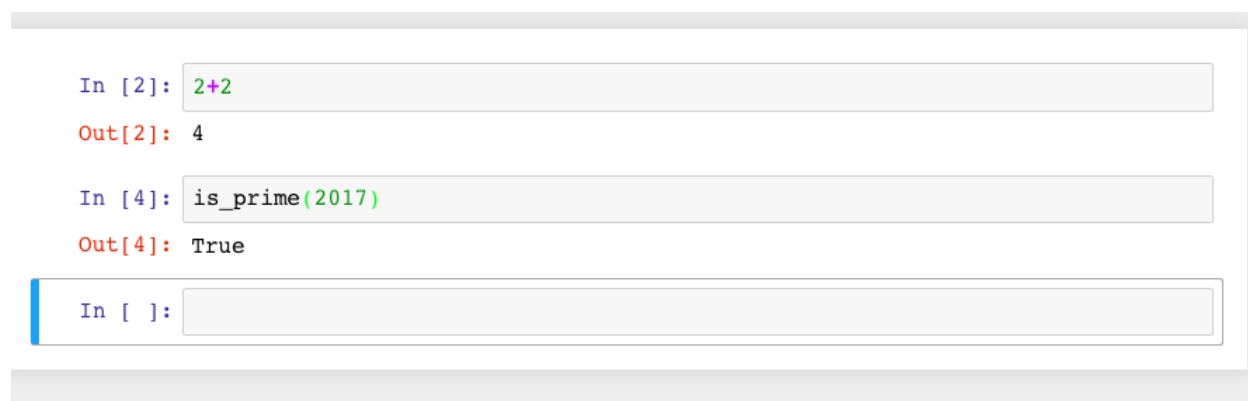 In [2]: 2+2
Out[2]: 4
In [4]: is_prime(2017)
Out[4]: True
In [ ]: